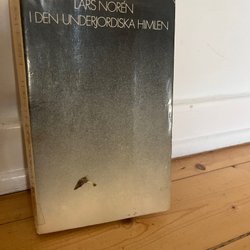 LARS NORÉN
I DEN UNDERJORDISKA HIMLEN